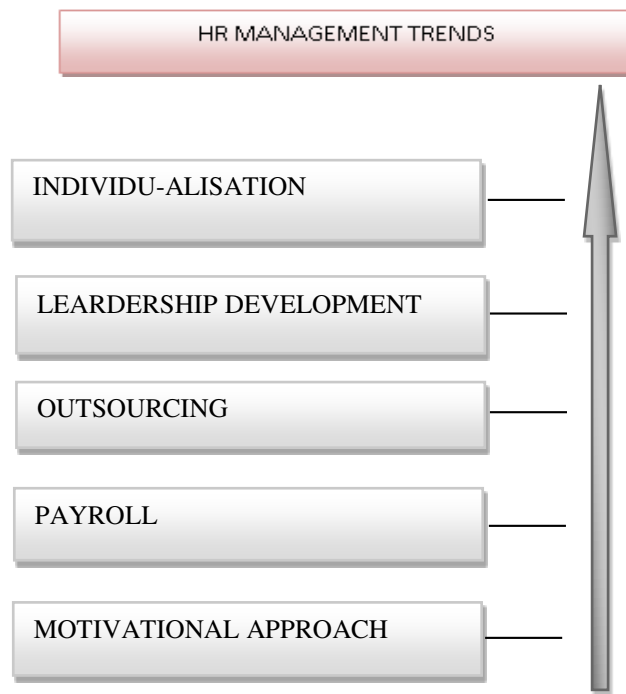 HR MANAGEMENT TRENDS
INDIVIDU-ALISATION
LEARDERSHIP DEVELOPMENT
OUTSOURCING
PAYROLL
MOTIVATIONAL APPROACH